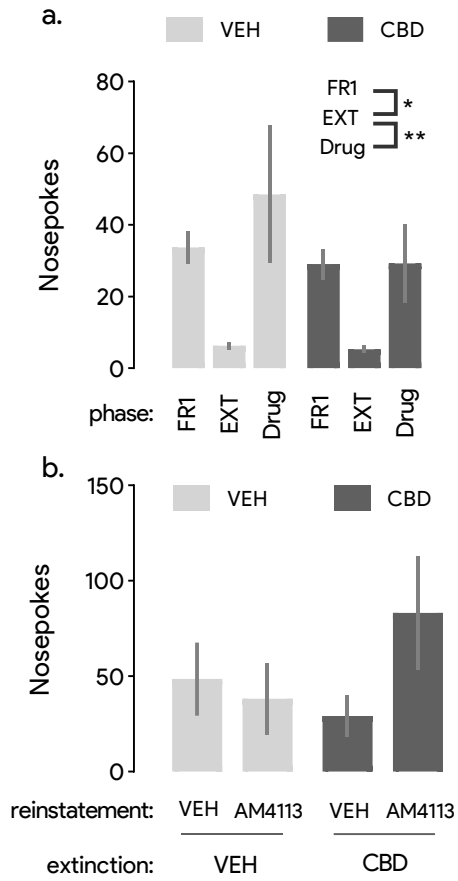 a.
VEH CBD
80
60
40
20
0
Nosepokes
FR1
EXT
Drug
*
**
phase: FR1 EXT Drug FR1 EXT Drug
b.
VEH CBD
150
100
50
0
Nosepokes
reinstatement: VEH AM4113 VEH AM4113
extinction: VEH CBD